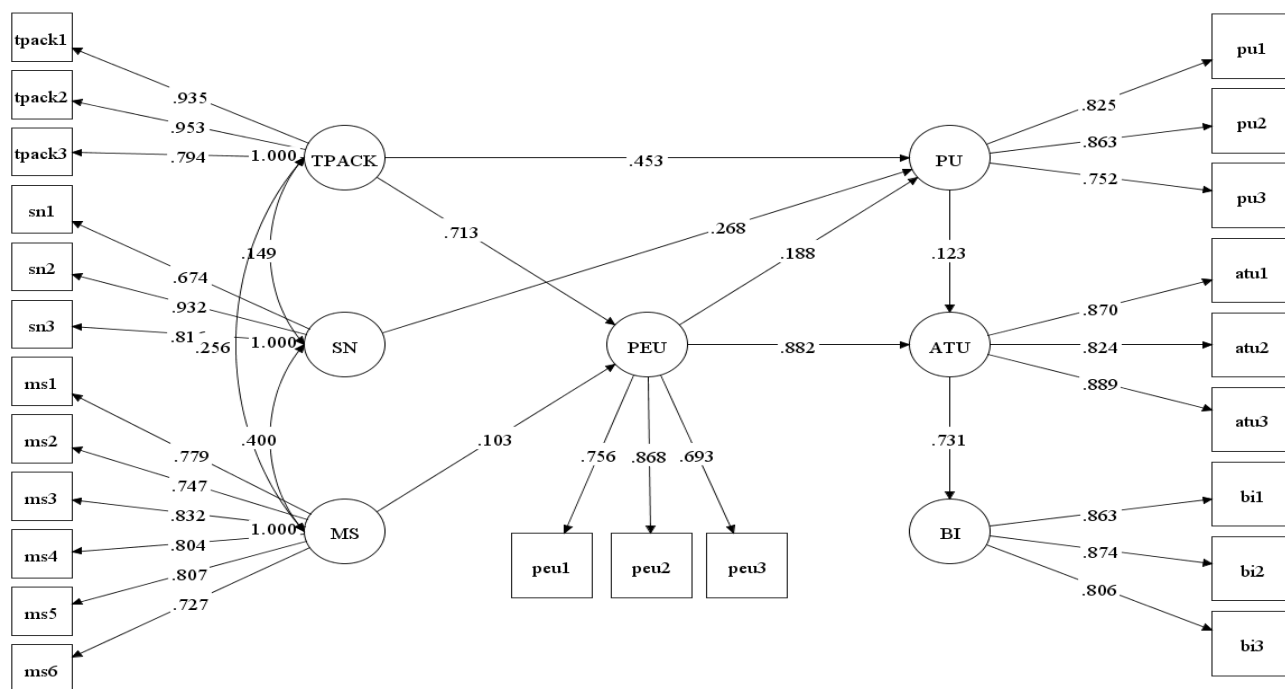 tpack1
tpack2
tpack3
sn1
sn2
sn3
ms1
ms2
ms3
ms4
ms5
ms6
.935
.953
.794
1.000
TPACK
.149
.256
.674
.932
1.000
SN
.400
.779
.747
.832
.804
.807
.727
1.000
MS
.453
.713
.268
.188
.103
PEU
.882
.756
.868
.693
peu1
peu2
peu3
PU
.123
ATU
.731
BI
.825
.863
.752
.870
.824
.889
.863
.874
.806
pu1
pu2
pu3
atu1
atu2
atu3
bi1
bi2
bi3